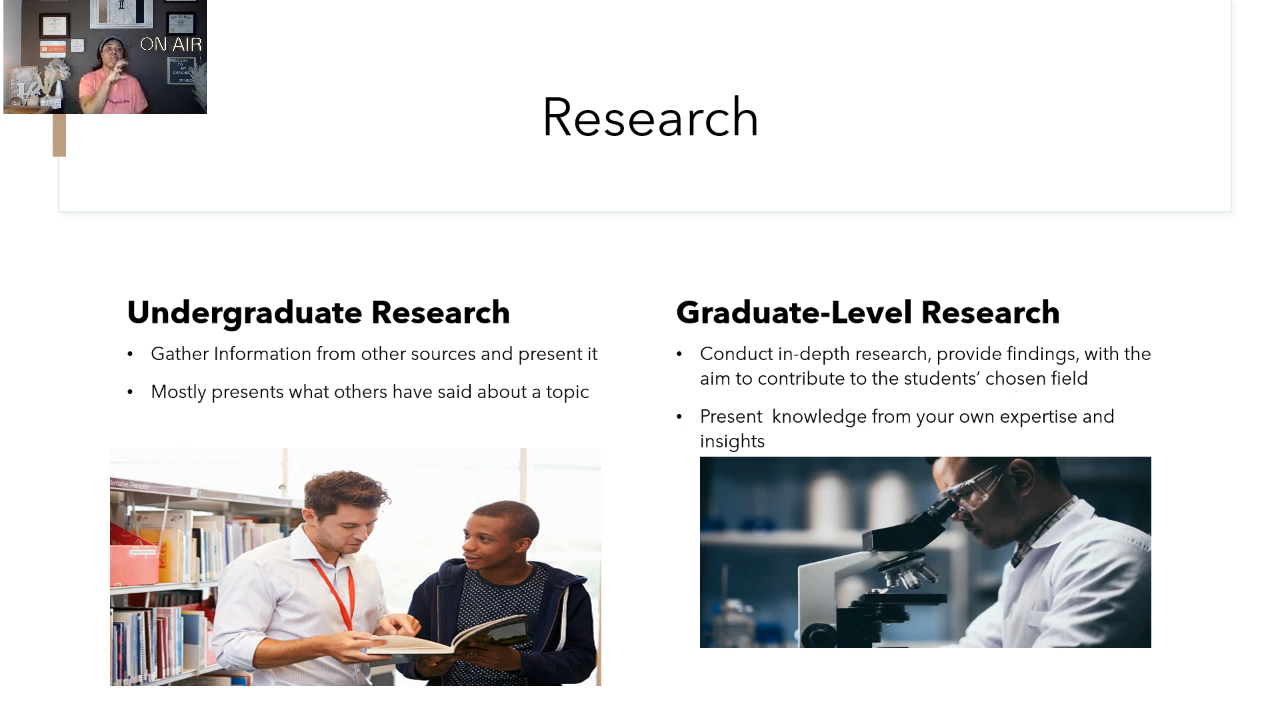 ON AIR
Research
Undergraduate Research
• Gather Information from other sources and present it
• Mostly presents what others have said about a topic
Graduate-Level Research
• Conduct in-depth research, provide findings, with the
aim to contribute to the students’ chosen field
• Present  knowledge from your own expertise and
insights